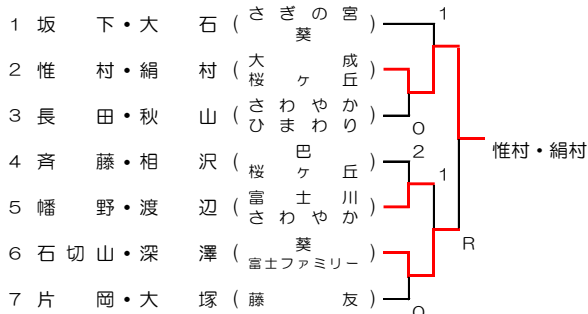 1 坂下・大石 (さぎの宮 葵) 1
2 惟村・絹村 (大成 桜ヶ丘)
3 長田・秋山 (さわやか ひまわり) 0
惟村・絹村
4 斉藤・相沢 (巴 桜ヶ丘) 2
1
5 幡野・渡辺 (富士川 さわやか)
R
6 石切山・深澤 (葵 富士ファミリー)
7 片岡・大塚 (藤友) 0